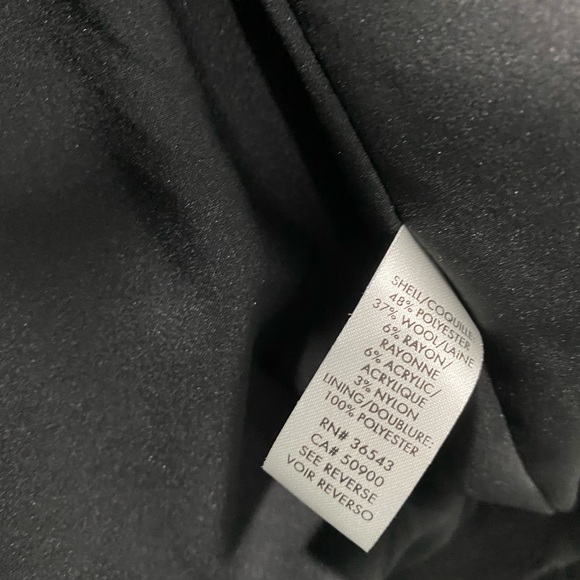 SHELL/COQUILLE:
48% POLYESTER
37% WOOL/LAINE
6% RAYON/
RAYONNE
6% ACRYLIC/
ACRYLIQUE
3% NYLON
LINING/DOUBLURE:
100% POLYESTER
RN# 36543
CA# 50900
SEE REVERSE
VOIR REVERSO